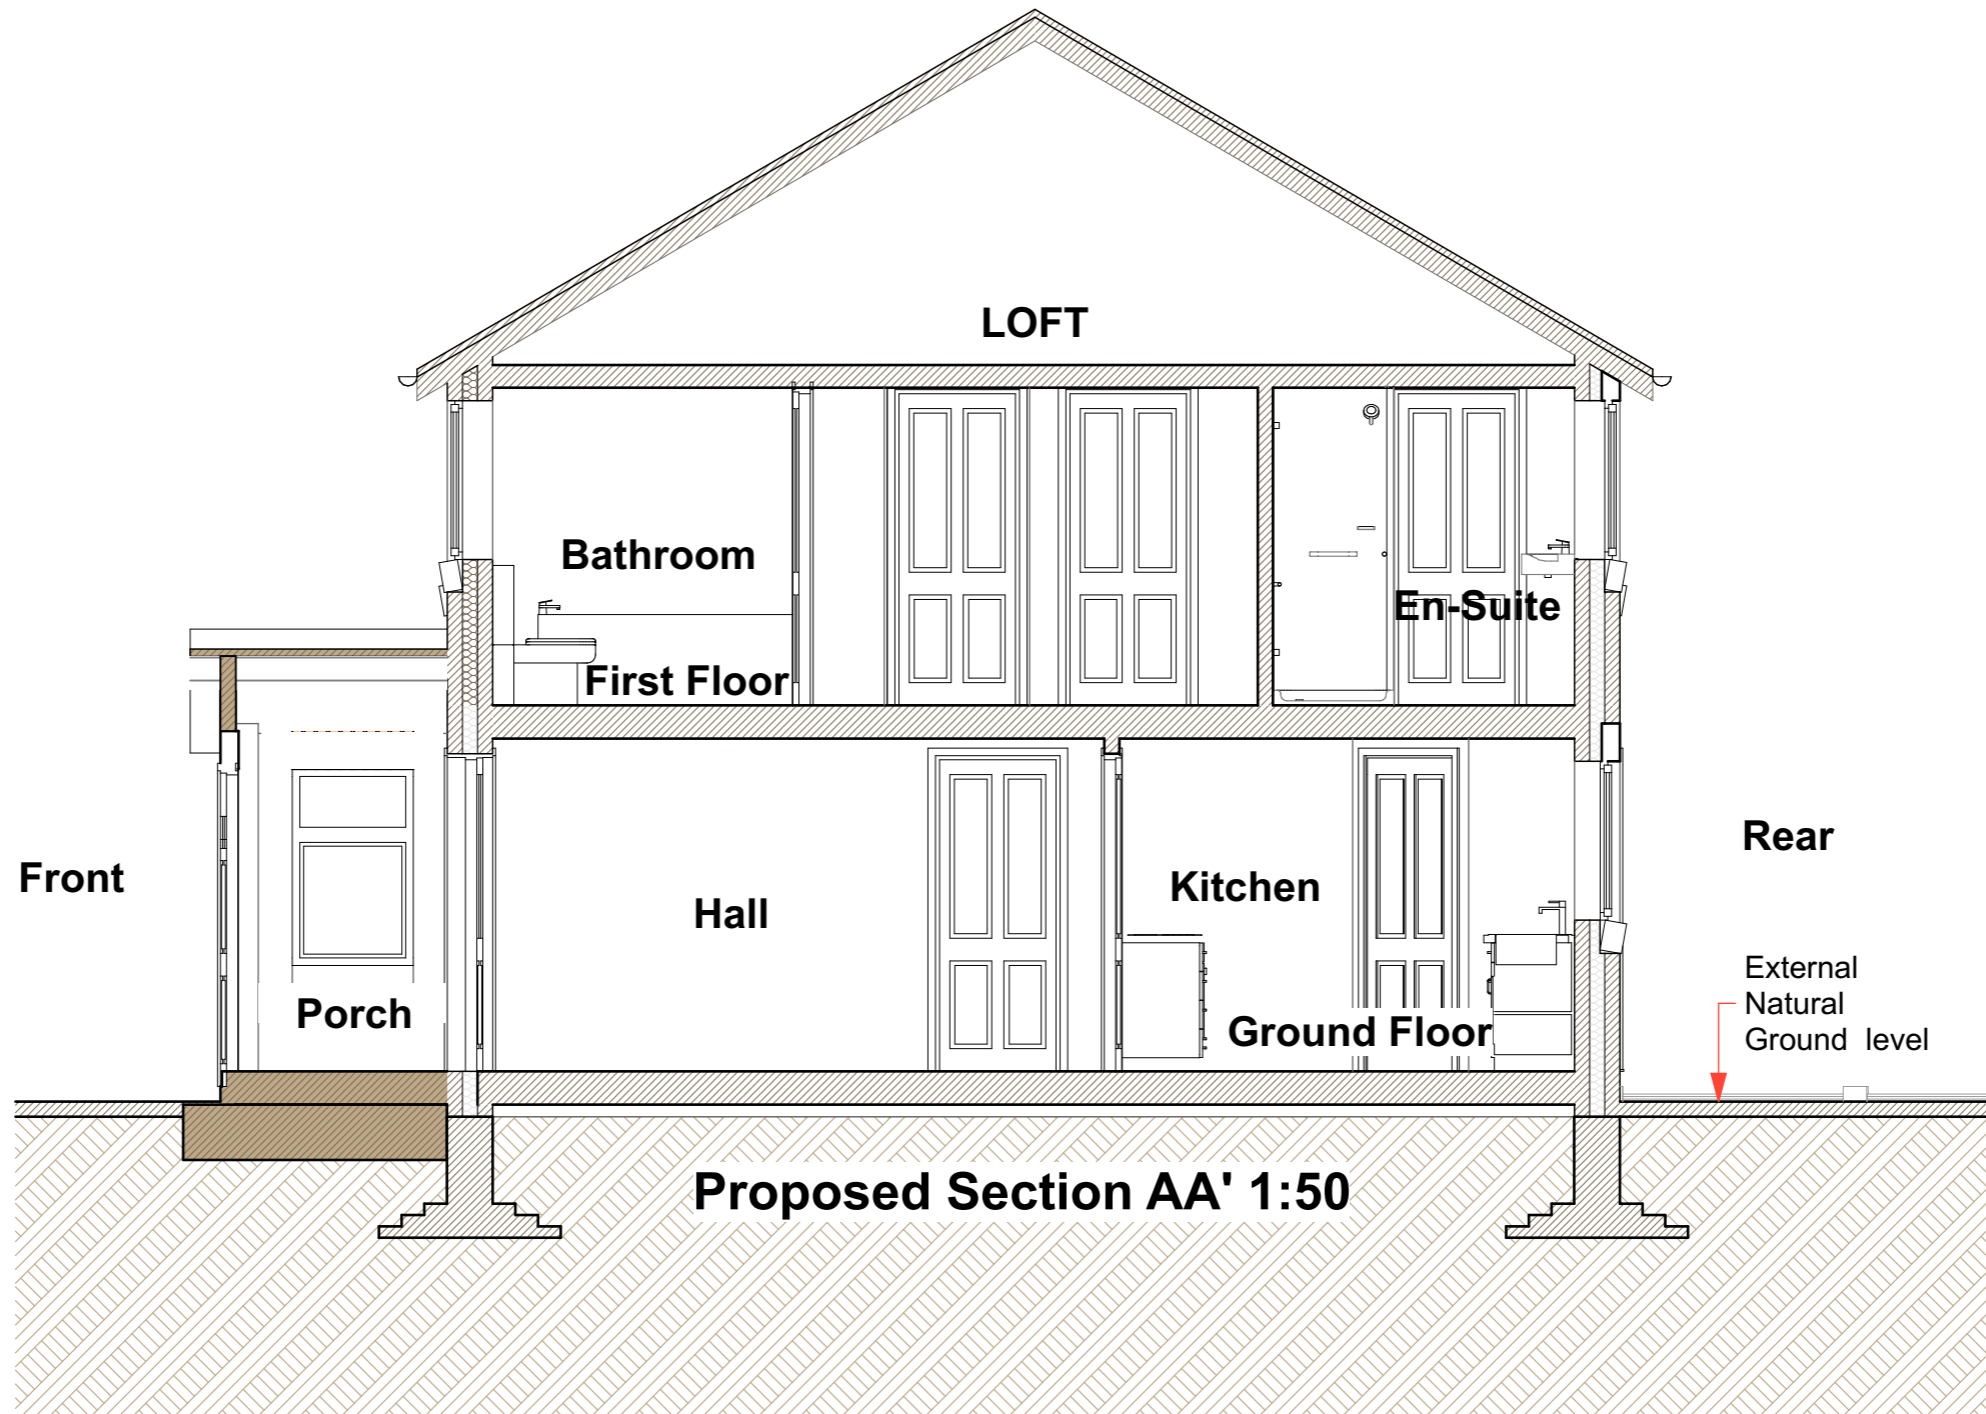 LOFT
Bathroom
En-Suite
First Floor
Front
Rear
Kitchen
Hall
External
Natural
Ground level
Porch
Ground Floor
Proposed Section AA' 1:50